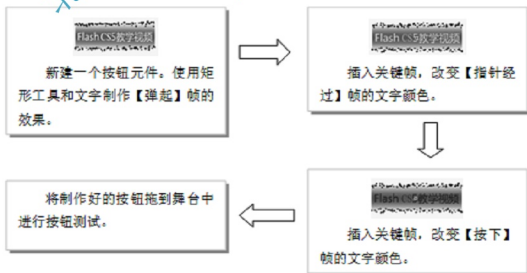 Flash CS5教学视频
新建一个按钮元件。使用矩
形工具和文字制作【弹起】帧的
效果。
Flash CS5教学视频
插入关键帧，改变【指针经
过】帧的文字颜色。
Flash CS5教学视频
插入关键帧，改变【按下】
帧的文字颜色。
将制作好的按钮拖到舞台中
进行按钮测试。